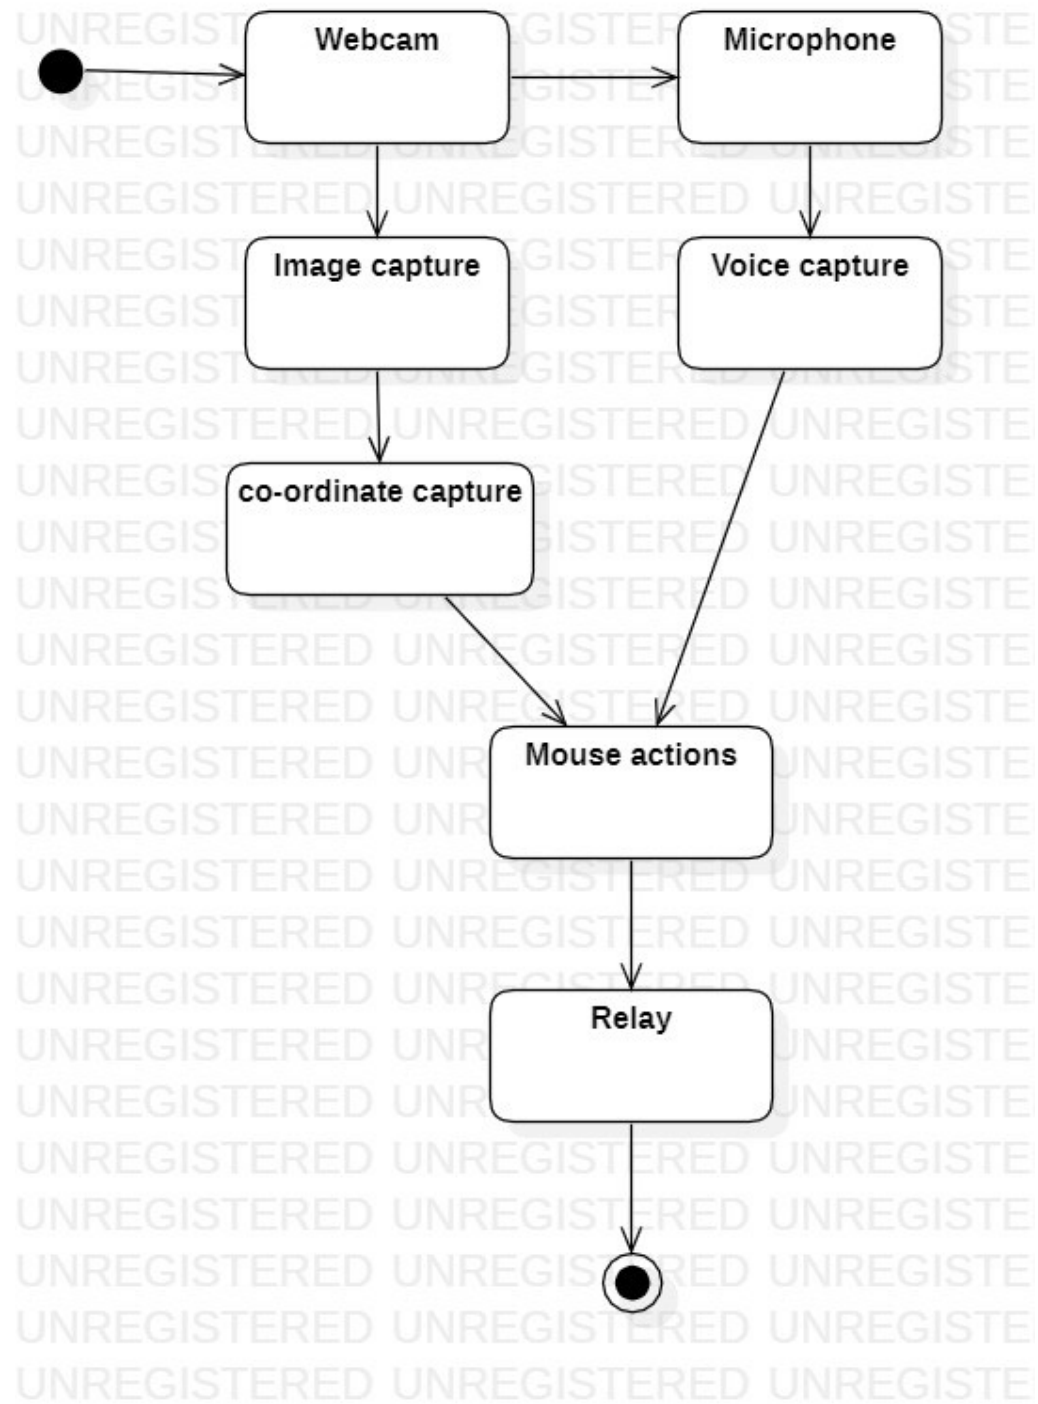 Webcam
Microphone
Image capture
Voice capture
co-ordinate capture
Mouse actions
Relay
UNREGISTERED